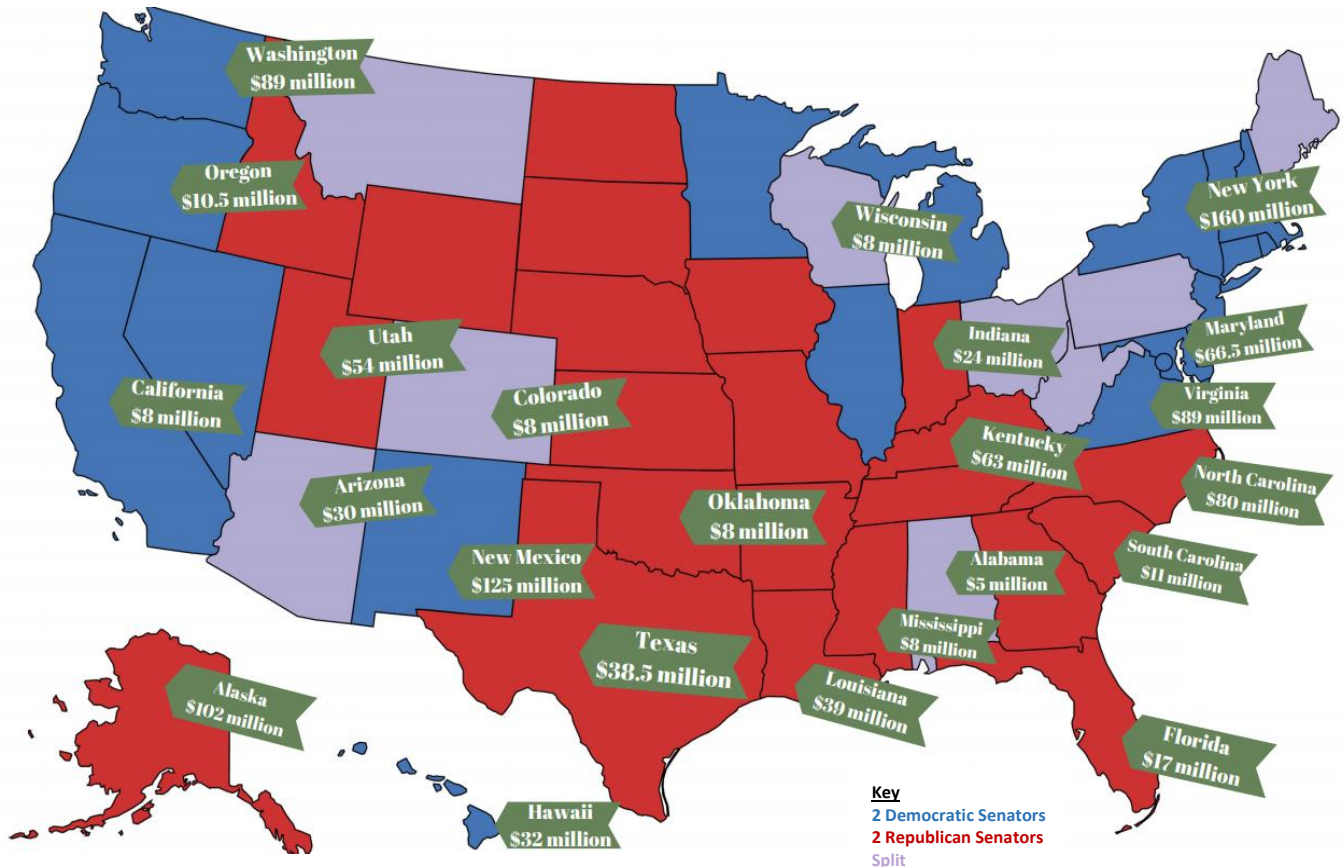 Washington
$89 million
Oregon
$10.5 million
New York
$160 million
Wisconsin
$8 million
Utah
$54 million
Indiana
$24 million
Maryland
$66.5 million
California
$8 million
Colorado
$8 million
Virginia
$89 million
Kentucky
$63 million
Arizona
$30 million
Oklahoma
$8 million
North Carolina
$80 million
New Mexico
$125 million
Alabama
$5 million
South Carolina
$11 million
Mississippi
$8 million
Texas
$38.5 million
Louisiana
$39 million
Alaska
$102 million
Florida
$17 million
Hawaii
$32 million
Key
2 Democratic Senators
2 Republican Senators
Split